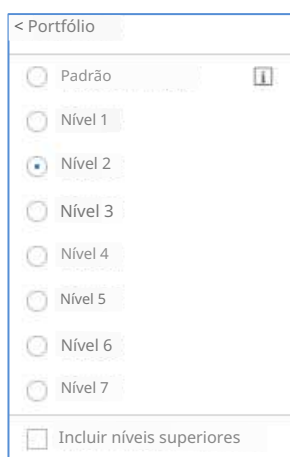 < Portfólio
Padrão
Nível 1
Nível 2
Nível 3
Nível 4
Nível 5
Nível 6
Nível 7
Incluir níveis superiores